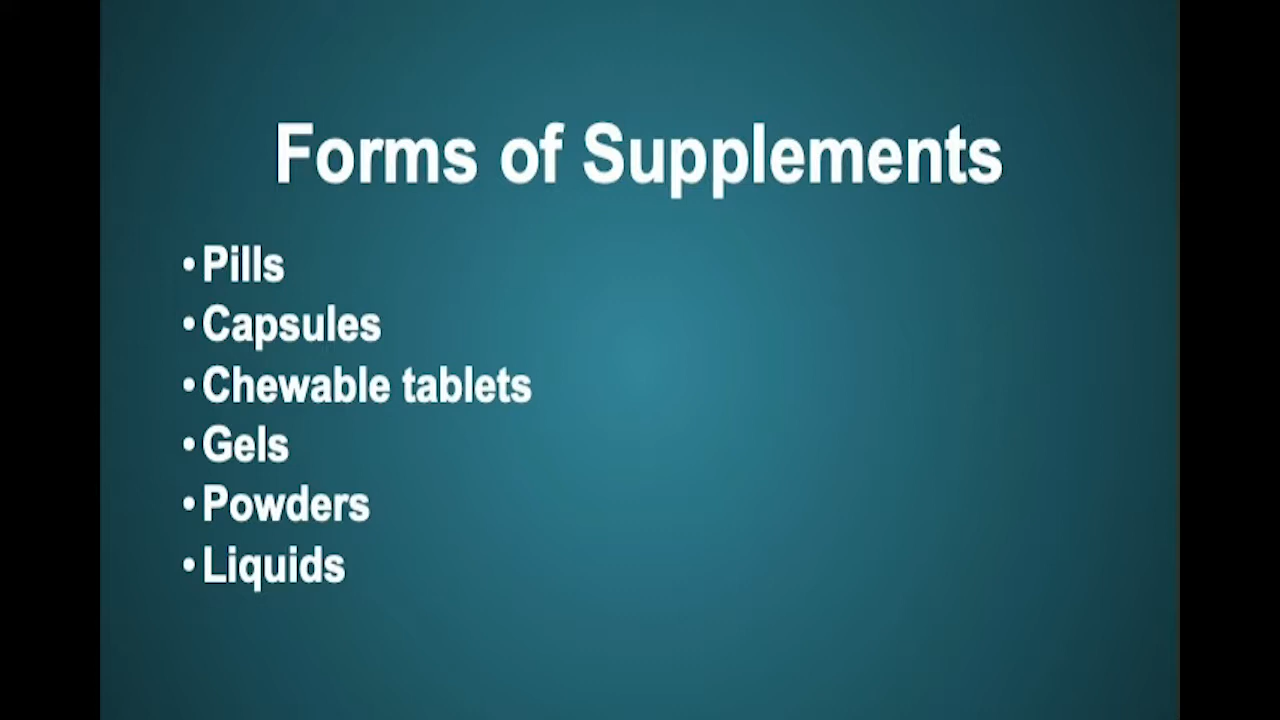 Forms of Supplements
• Pills
• Capsules
• Chewable tablets
• Gels
• Powders
• Liquids